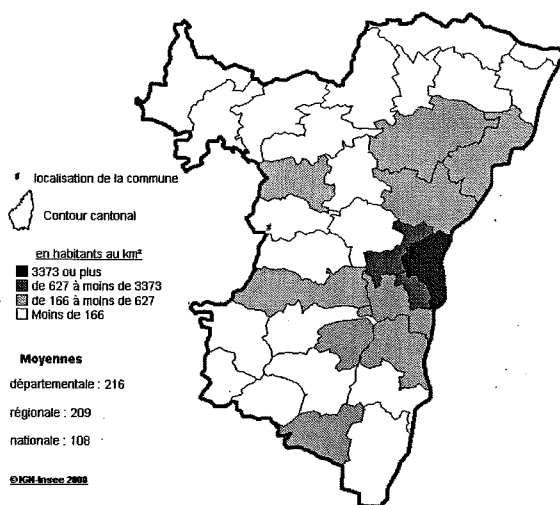 localisation de la commune
Contour cantonal
en habitants au km²
3373 ou plus
de 627 à moins de 3373
de 166 à moins de 627
Moins de 166
Moyennes
départementale : 216
régionale : 209
nationale : 108
©IGN-Insee 2000